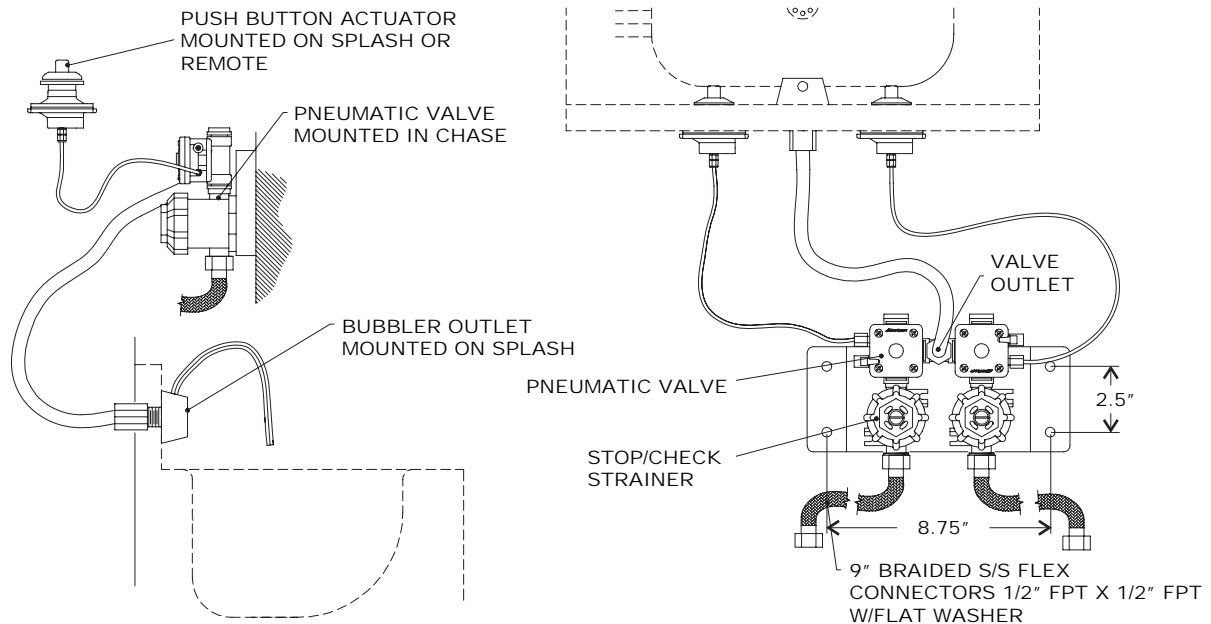 PUSH BUTTON ACTUATOR
MOUNTED ON SPLASH OR
REMOTE
PNEUMATIC VALVE
MOUNTED IN CHASE
BUBBLER OUTLET
MOUNTED ON SPLASH
VALVE
OUTLET
PNEUMATIC VALVE
2.5"
STOP/CHECK
STRAINER
8.75"
9" BRAIDED S/S FLEX
CONNECTORS 1/2" FPT X 1/2" FPT
W/FLAT WASHER